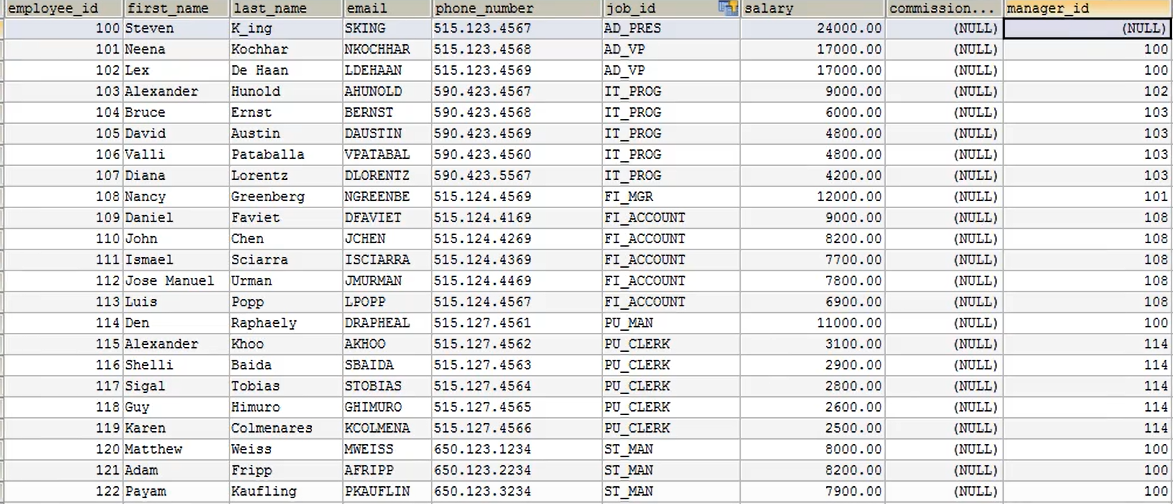 employee_id first_name last_name email phone_number job_id salary commission... manager_id
100 Steven K_ing SKING 515.123.4567 AD_PRES 24000.00 (NULL) (NULL)
101 Neena Kochhar NKOCHHAR 515.123.4568 AD_VP 17000.00 (NULL) 100
102 Lex De Haan LDEHAAN 515.123.4569 AD_VP 17000.00 (NULL) 100
103 Alexander Hunold AHUNOLD 590.423.4567 IT_PROG 9000.00 (NULL) 102
104 Bruce Ernst BERNST 590.423.4568 IT_PROG 6000.00 (NULL) 103
105 David Austin DAUSTIN 590.423.4569 IT_PROG 4800.00 (NULL) 103
106 Valli Pataballa VPATABAL 590.423.4560 IT_PROG 4800.00 (NULL) 103
107 Diana Lorentz DLORENTZ 590.423.5567 IT_PROG 4200.00 (NULL) 103
108 Nancy Greenberg NGREENBE 515.124.4569 FI_MGR 12000.00 (NULL) 101
109 Daniel Faviet DFAVIET 515.124.4169 FI_ACCOUNT 9000.00 (NULL) 108
110 John Chen JCHEN 515.124.4269 FI_ACCOUNT 8200.00 (NULL) 108
111 Ismael Sciarra ISCIARRA 515.124.4369 FI_ACCOUNT 7700.00 (NULL) 108
112 Jose Manuel Urman JMURMAN 515.124.4469 FI_ACCOUNT 7800.00 (NULL) 108
113 Luis Popp LPOPP 515.124.4567 FI_ACCOUNT 6900.00 (NULL) 108
114 Den Raphaely DRAPHEAL 515.127.4561 PU_MAN 11000.00 (NULL) 100
115 Alexander Khoo AKHOO 515.127.4562 PU_CLERK 3100.00 (NULL) 114
116 Shelli Baida SBAIDA 515.127.4563 PU_CLERK 2900.00 (NULL) 114
117 Sigal Tobias STOBIAS 515.127.4564 PU_CLERK 2800.00 (NULL) 114
118 Guy Himuro GHIMURO 515.127.4565 PU_CLERK 2600.00 (NULL) 114
119 Karen Colmenares KCOLMENA 515.127.4566 PU_CLERK 2500.00 (NULL) 114
120 Matthew Weiss MWEISS 650.123.1234 ST_MAN 8000.00 (NULL) 100
121 Adam Fripp AFRIPP 650.123.2234 ST_MAN 8200.00 (NULL) 100
122 Payam Kaufling PKAUFLIN 650.123.3234 ST_MAN 7900.00 (NULL) 100